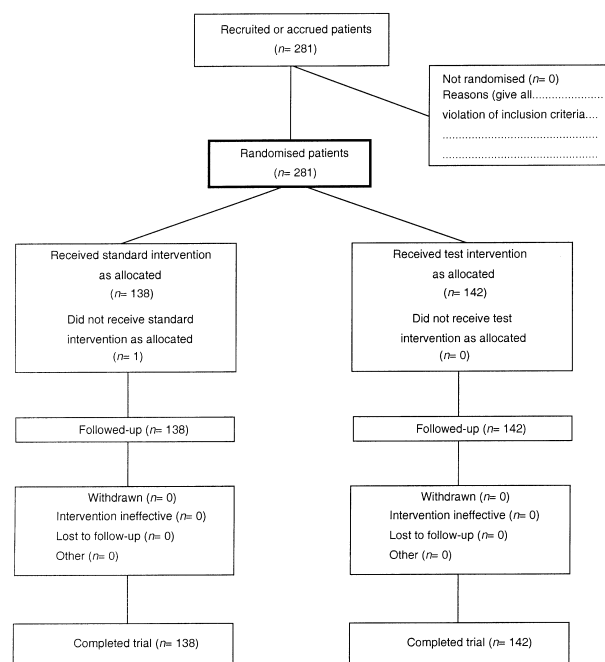 Recruited or accrued patients
(n= 281)
Not randomised (n= 0)
Reasons (give all......................
violation of inclusion criteria....
................................................
................................................
Randomised patients
(n= 281)
Received standard intervention
as allocated
(n= 138)
Did not receive standard
intervention as allocated
(n= 1)
Received test intervention
as allocated
(n= 142)
Did not receive test
intervention as allocated
(n= 0)
Followed-up (n= 138)
Followed-up (n= 142)
Withdrawn (n= 0)
Intervention ineffective (n= 0)
Lost to follow-up (n= 0)
Other (n= 0)
Withdrawn (n= 0)
Intervention ineffective (n= 0)
Lost to follow-up (n= 0)
Other (n= 0)
Completed trial (n= 138)
Completed trial (n= 142)